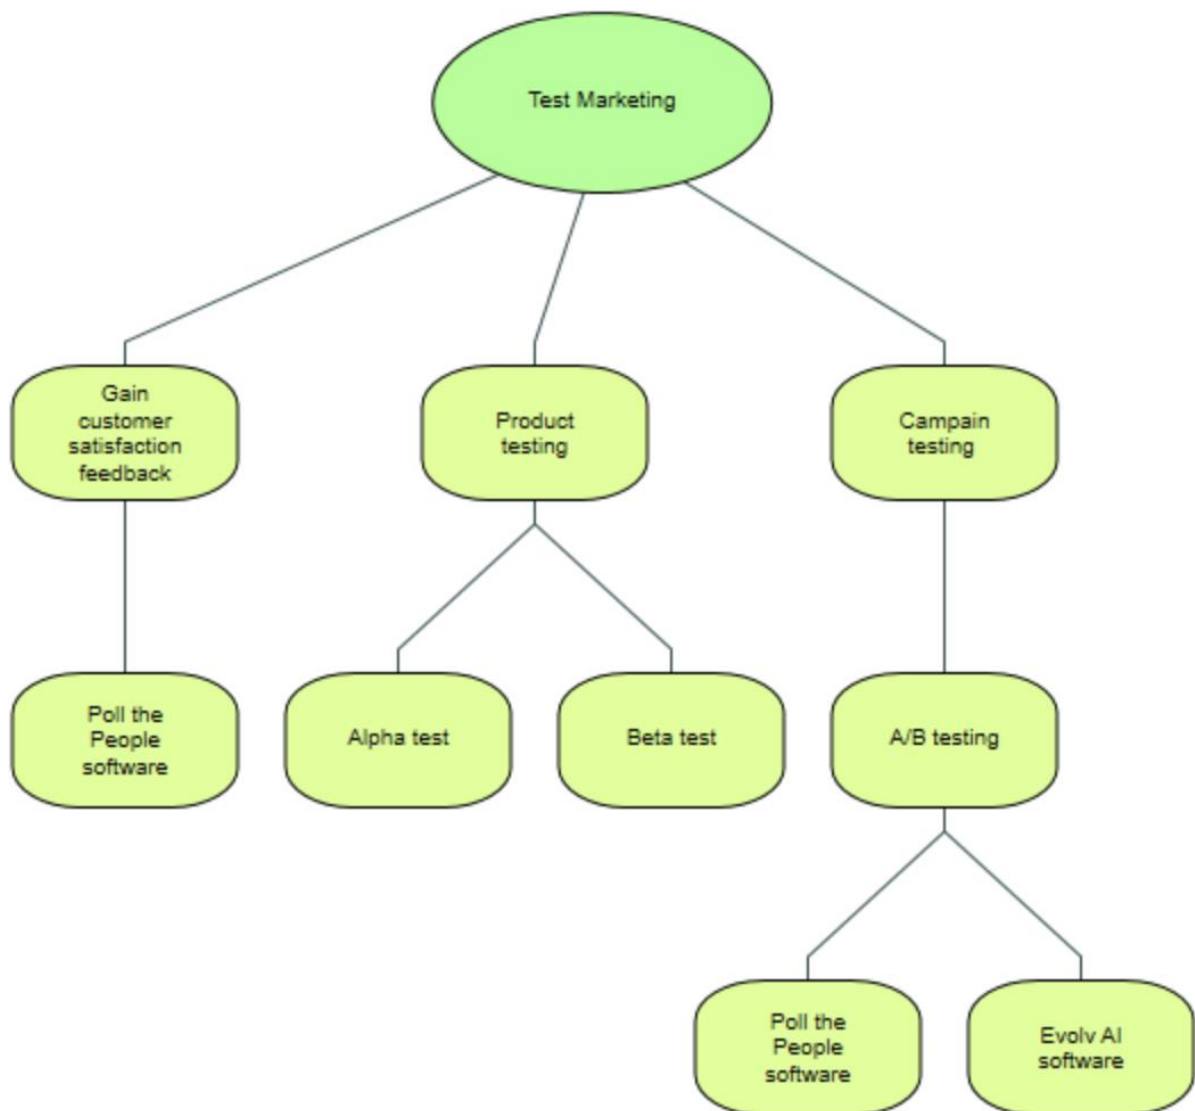 Test Marketing
Gain
customer
satisfaction
feedback
Product
testing
Campain
testing
Poll the
People
software
Alpha test
Beta test
A/B testing
Poll the
People
software
Evolv AI
software